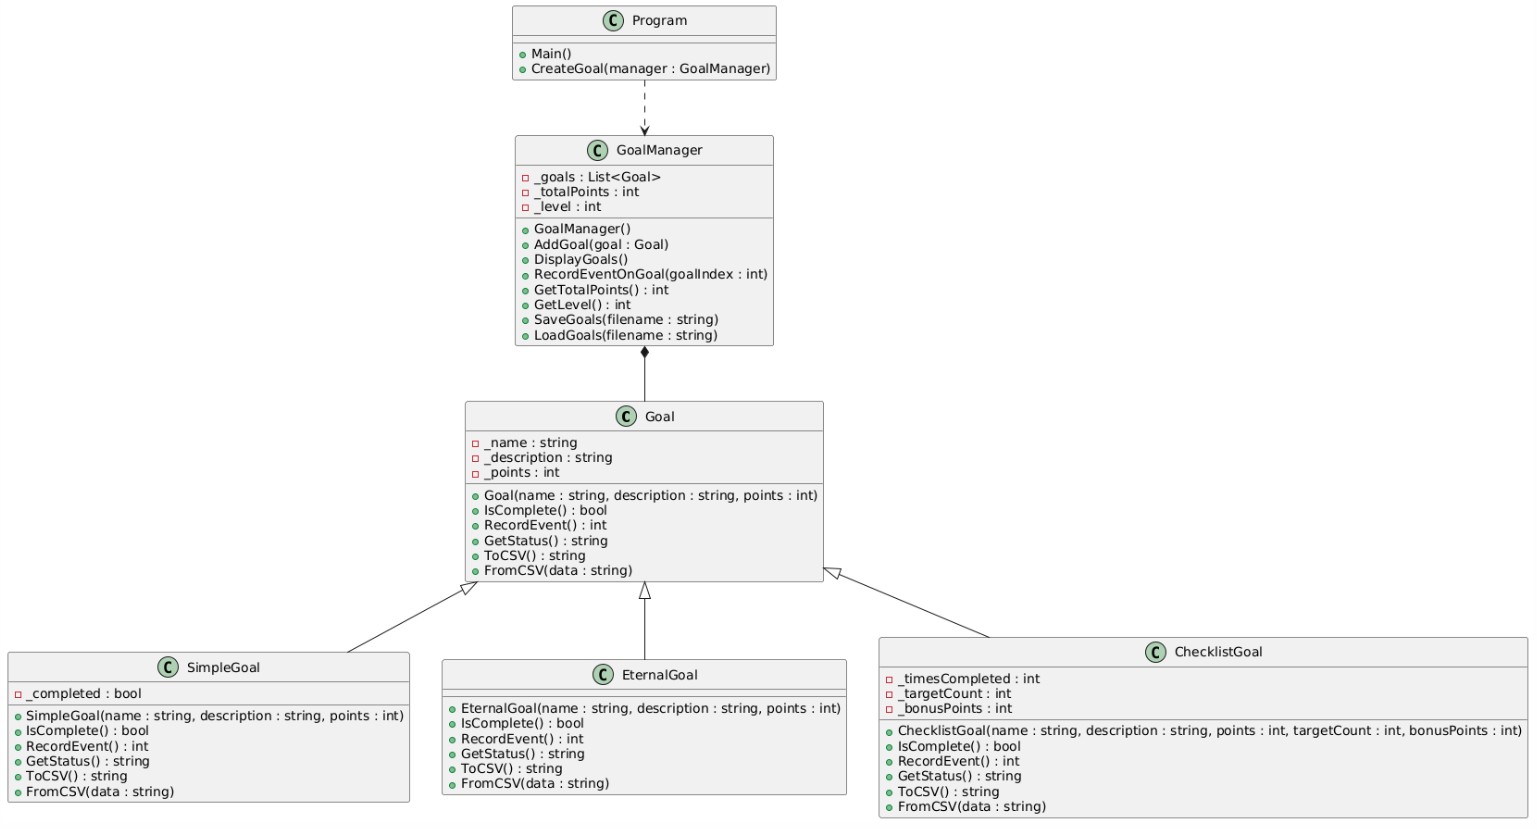 C Program
Main()
CreateGoal(manager : GoalManager)
C GoalManager
_goals : List<Goal>
_totalPoints : int
_level : int
GoalManager()
AddGoal(goal : Goal)
DisplayGoals()
RecordEventOnGoal(goalIndex : int)
GetTotalPoints() : int
GetLevel() : int
SaveGoals(filename : string)
LoadGoals(filename : string)
C Goal
_name : string
_description : string
_points : int
Goal(name : string, description : string, points : int)
IsComplete() : bool
RecordEvent() : int
GetStatus() : string
ToCSV() : string
FromCSV(data : string)
C SimpleGoal
_completed : bool
SimpleGoal(name : string, description : string, points : int)
IsComplete() : bool
RecordEvent() : int
GetStatus() : string
ToCSV() : string
FromCSV(data : string)
C EternalGoal
EternalGoal(name : string, description : string, points : int)
IsComplete() : bool
RecordEvent() : int
GetStatus() : string
ToCSV() : string
FromCSV(data : string)
C ChecklistGoal
_timesCompleted : int
_targetCount : int
_bonusPoints : int
ChecklistGoal(name : string, description : string, points : int, targetCount : int, bonusPoints : int)
IsComplete() : bool
RecordEvent() : int
GetStatus() : string
ToCSV() : string
FromCSV(data : string)